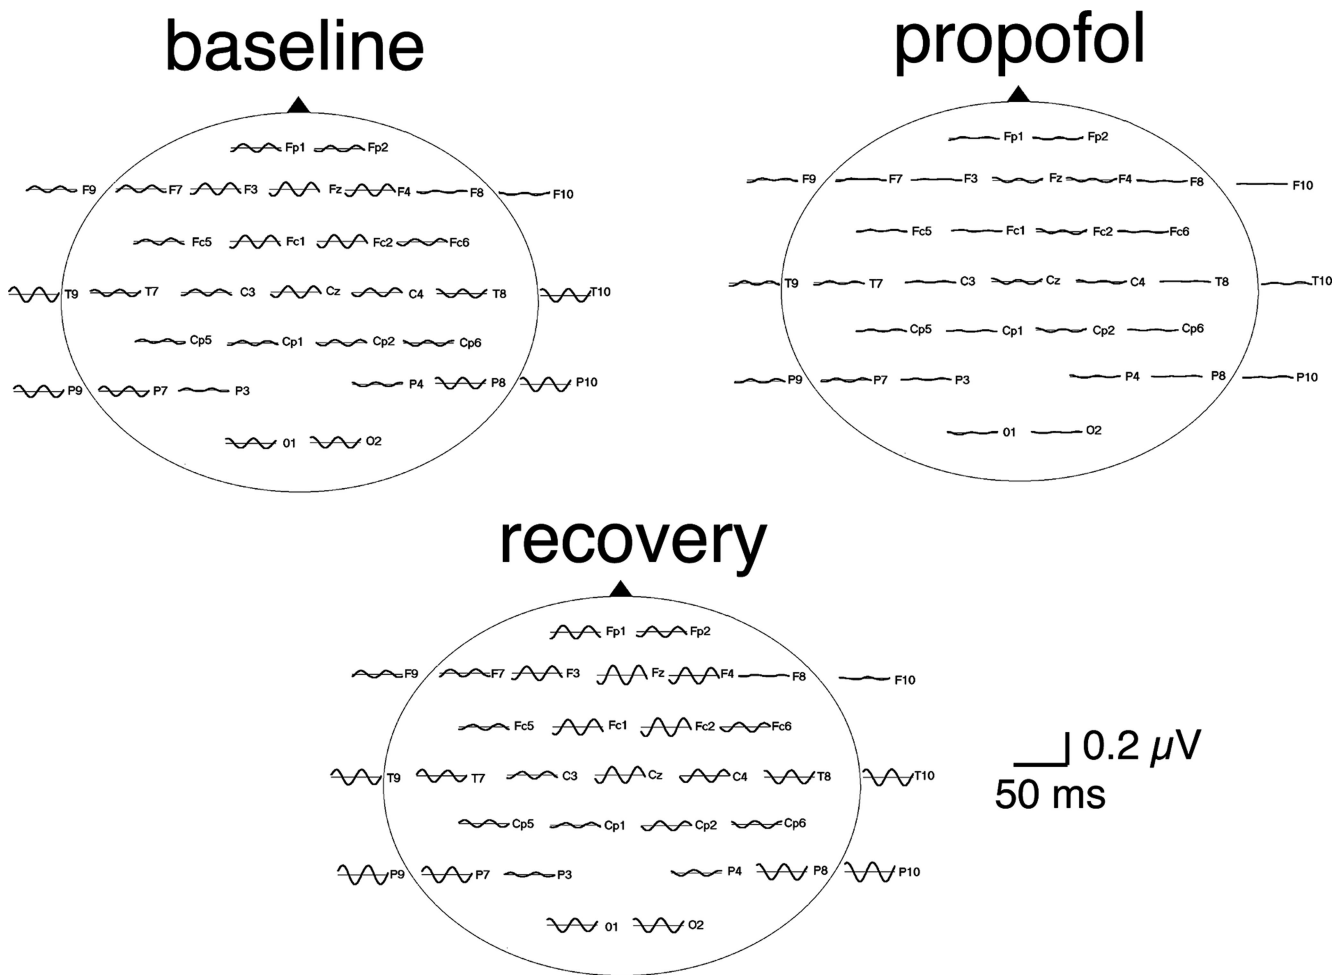 baseline
Fp1 Fp2
F9 F7 F3 Fz F4 F8 F10
Fc5 Fc1 Fc2 Fc6
T9 T7 C3 Cz C4 T8 T10
Cp5 Cp1 Cp2 Cp6
P9 P7 P3 P4 P8 P10
01 O2
propofol
Fp1 Fp2
F9 F7 F3 Fz F4 F8 F10
Fc5 Fc1 Fc2 Fc6
T9 T7 C3 Cz C4 T8 T10
Cp5 Cp1 Cp2 Cp6
P9 P7 P3 P4 P8 P10
01 O2
recovery
Fp1 Fp2
F9 F7 F3 Fz F4 F8 F10
Fc5 Fc1 Fc2 Fc6
T9 T7 C3 Cz C4 T8 T10
Cp5 Cp1 Cp2 Cp6
P9 P7 P3 P4 P8 P10
01 O2
0.2 µV
50 ms